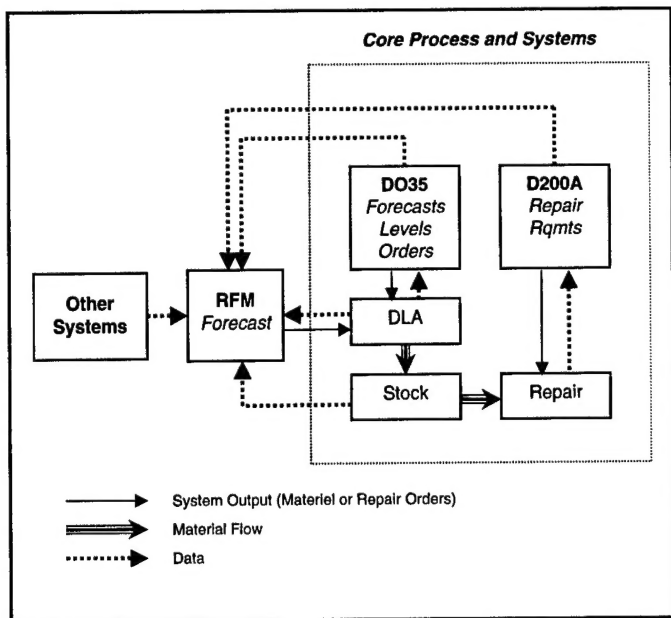 Core Process and Systems
DO35
Forecasts
Levels
Orders
D200A
Repair
Rqmts
Other
Systems
RFM
Forecast
DLA
Stock
Repair
System Output (Materiel or Repair Orders)
Material Flow
Data